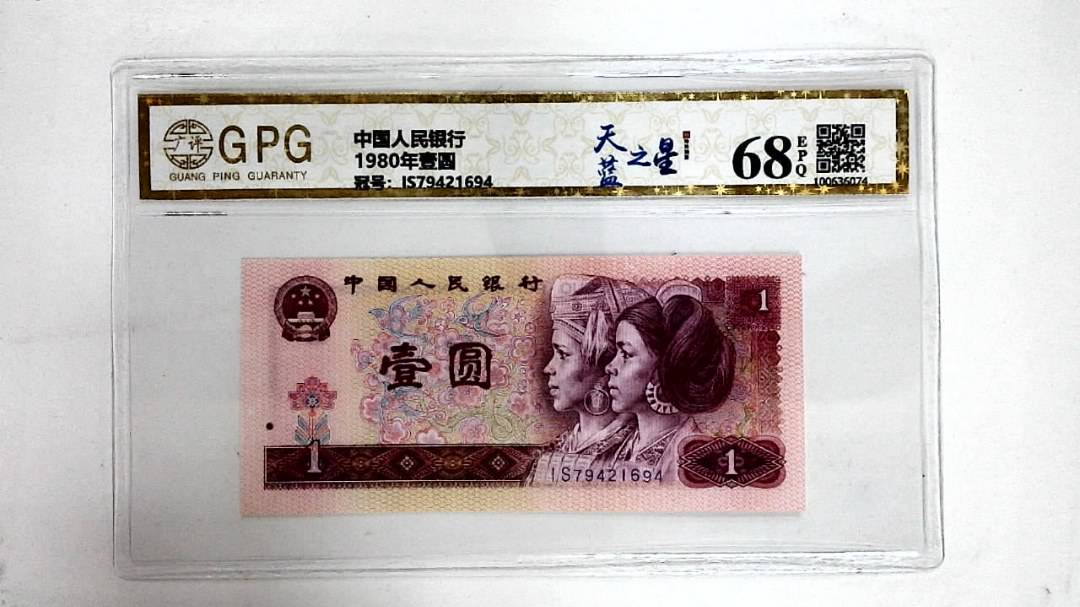 广评
GPG
GUANG PING GUARANTY
中国人民银行
1980年壹圆
冠号: IS79421694
天蓝之星
68
EPQ
100636074
中国人民银行
1
壹圆
1
1
IS79421694